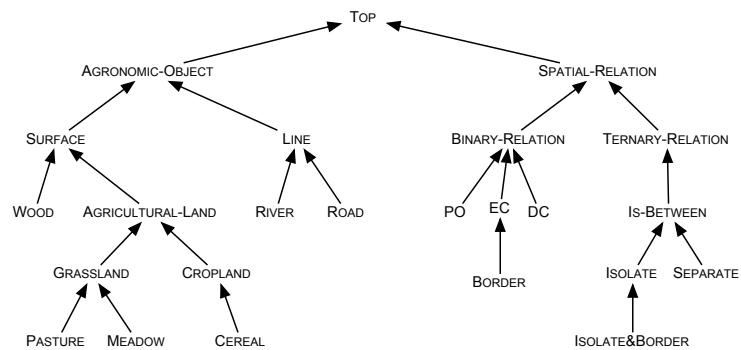 TOP
AGRONOMIC-OBJECT SPATIAL-RELATION
SURFACE LINE BINARY-RELATION TERNARY-RELATION
WOOD AGRICULTURAL-LAND RIVER ROAD PO EC DC IS-BETWEEN
GRASSLAND CROPLAND BORDER ISOLATE SEPARATE
PASTURE MEADOW CEREAL ISOLATE&BORDER